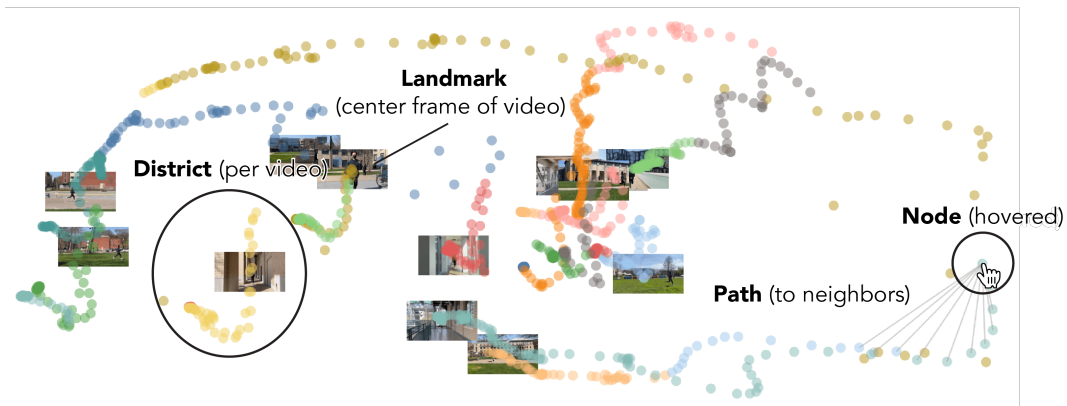 Landmark
(center frame of video)
District (per video)
Node (hovered)
Path (to neighbors)